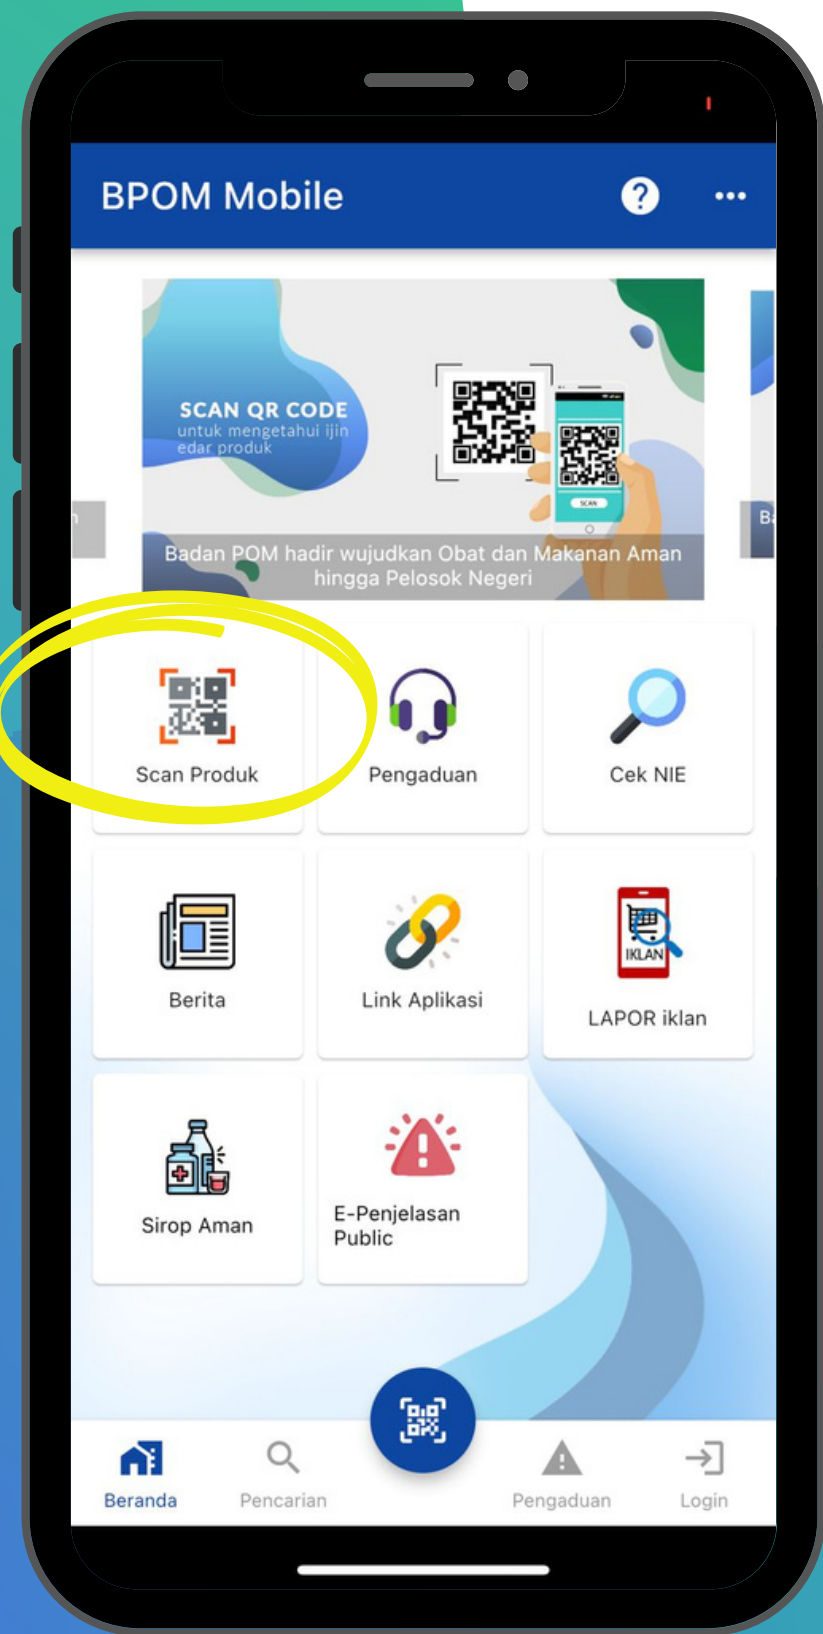 BPOM Mobile
SCAN QR CODE
untuk mengetahui ijin
edar produk
SCAN
Badan POM hadir wujudkan Obat dan Makanan Aman
hingga Pelosok Negeri
Scan Produk
Pengaduan
Cek NIE
Berita
Link Aplikasi
IKLAN
LAPOR iklan
Sirop Aman
E-Penjelasan
Public
Beranda
Pencarian
Pengaduan
Login